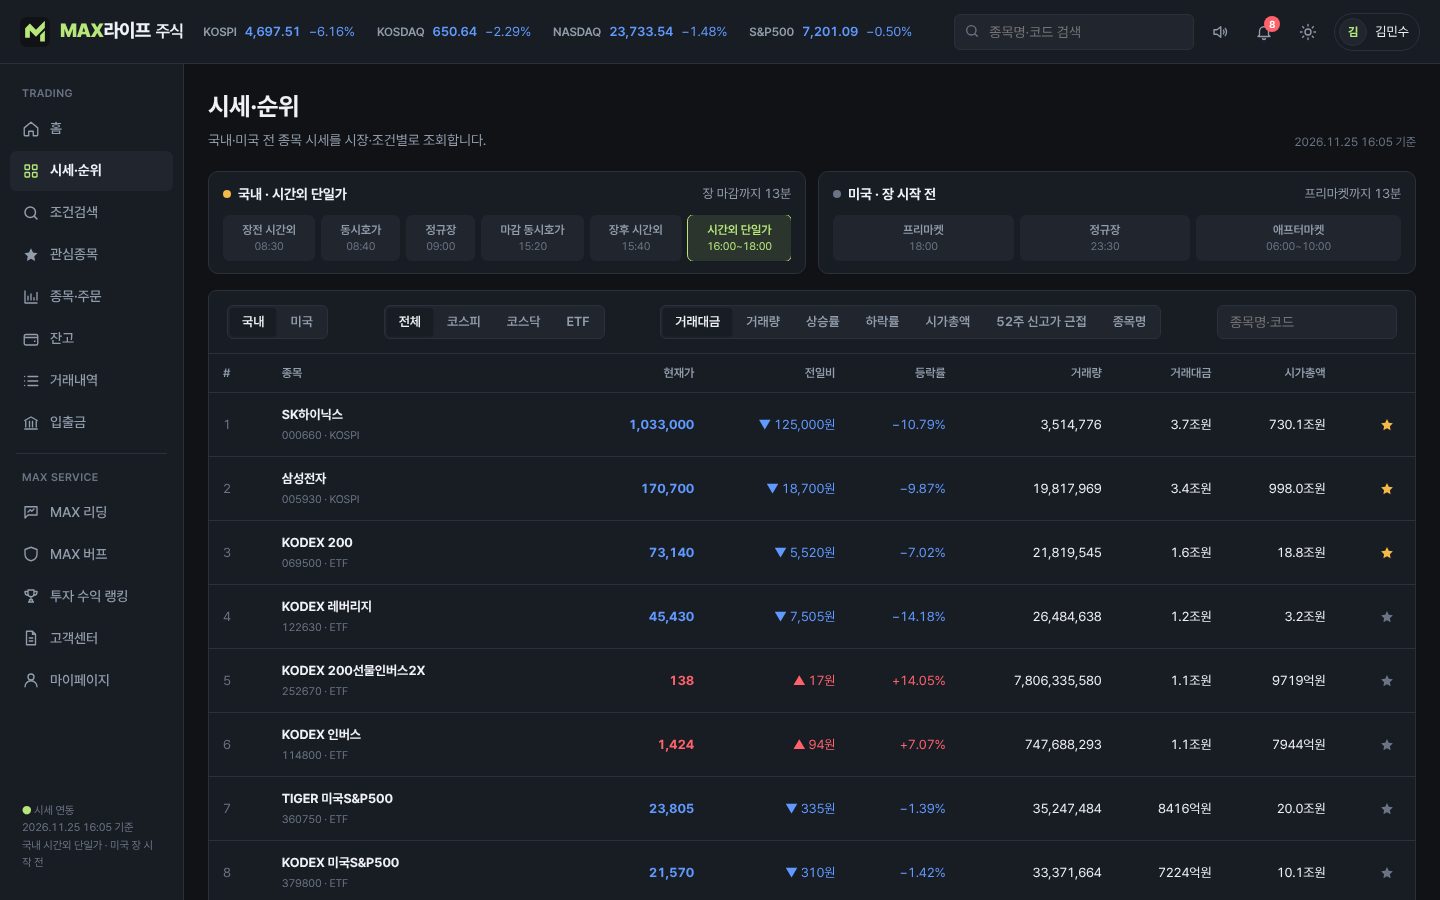 MAX라이프 주식
KOSPI 4,697.51 −6.16% KOSDAQ 650.64 −2.29% NASDAQ 23,733.54 −1.48% S&P500 7,201.09 −0.50%
종목명·코드 검색
8
김 김민수
TRADING
홈
시세·순위
조건검색
관심종목
종목·주문
잔고
거래내역
입출금
MAX SERVICE
MAX 리딩
MAX 버프
투자 수익 랭킹
고객센터
마이페이지
시세 연동
2026.11.25 16:05 기준
국내 시간외 단일가 · 미국 장 시
작 전
시세·순위
국내·미국 전 종목 시세를 시장·조건별로 조회합니다.
2026.11.25 16:05 기준
국내 · 시간외 단일가 장 마감까지 13분
장전 시간외 동시호가 정규장 마감 동시호가 장후 시간외 시간외 단일가
08:30 08:40 09:00 15:20 15:40 16:00~18:00
미국 · 장 시작 전 프리마켓까지 13분
프리마켓 정규장 애프터마켓
18:00 23:30 06:00~10:00
국내 미국 전체 코스피 코스닥 ETF 거래대금 거래량 상승률 하락률 시가총액 52주 신고가 근접 종목명 종목명·코드
# 종목 현재가 전일비 등락률 거래량 거래대금 시가총액
1 SK하이닉스 1,033,000 ▼ 125,000원 −10.79% 3,514,776 3.7조원 730.1조원 ★
000660 · KOSPI
2 삼성전자 170,700 ▼ 18,700원 −9.87% 19,817,969 3.4조원 998.0조원 ★
005930 · KOSPI
3 KODEX 200 73,140 ▼ 5,520원 −7.02% 21,819,545 1.6조원 18.8조원 ★
069500 · ETF
4 KODEX 레버리지 45,430 ▼ 7,505원 −14.18% 26,484,638 1.2조원 3.2조원 ★
122630 · ETF
5 KODEX 200선물인버스2X 138 ▲ 17원 +14.05% 7,806,335,580 1.1조원 9719억원 ★
252670 · ETF
6 KODEX 인버스 1,424 ▲ 94원 +7.07% 747,688,293 1.1조원 7944억원 ★
114800 · ETF
7 TIGER 미국S&P500 23,805 ▼ 335원 −1.39% 35,247,484 8416억원 20.0조원 ★
360750 · ETF
8 KODEX 미국S&P500 21,570 ▼ 310원 −1.42% 33,371,664 7224억원 10.1조원 ★
379800 · ETF